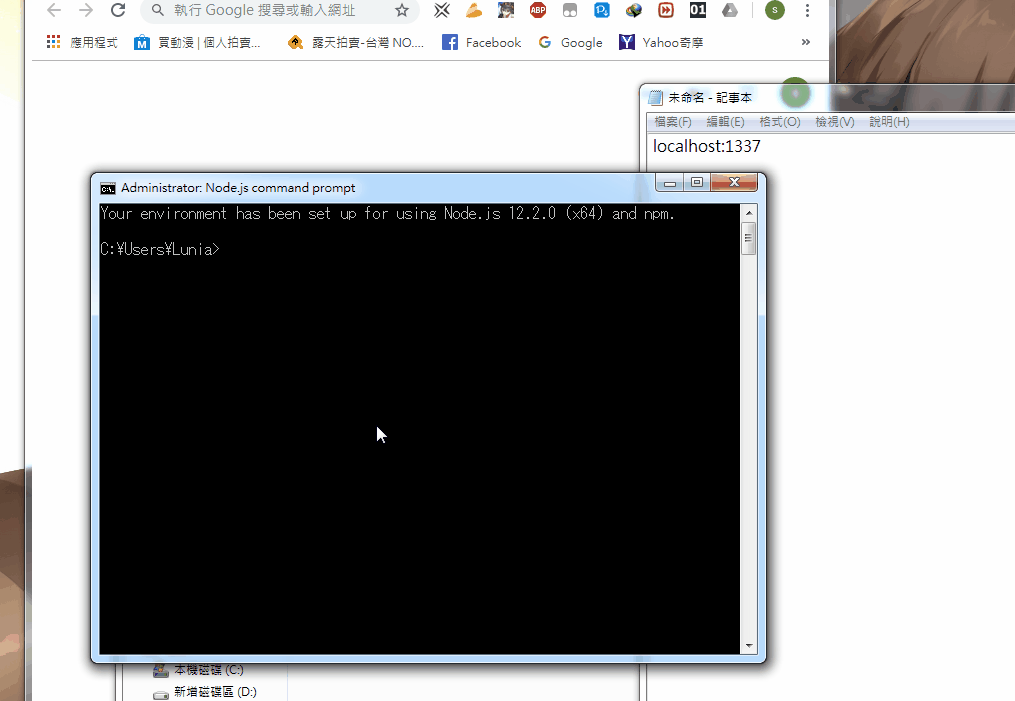 執行 Google 搜尋或輸入網址
ABP
01
S
應用程式
買動漫 | 個人拍賣...
露天拍賣-台灣 NO....
Facebook
Google
Yahoo奇摩
»
未命名 - 記事本
檔案(F) 編輯(E) 格式(O) 檢視(V) 說明(H)
localhost:1337
Administrator: Node.js command prompt
Your environment has been set up for using Node.js 12.2.0 (x64) and npm.
C:¥Users¥Lunia>
本機磁碟 (C:)
新增磁碟區 (D:)